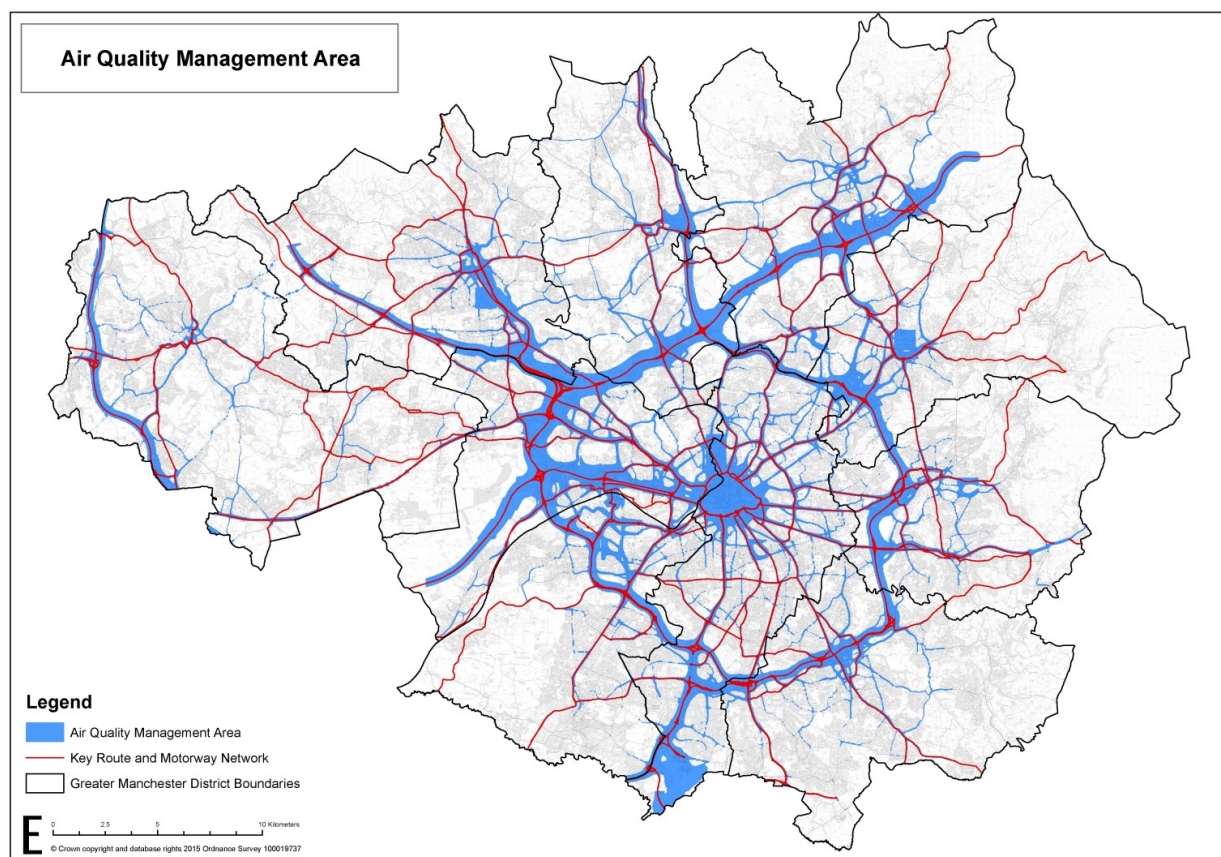 Air Quality Management Area
Legend
Air Quality Management Area
Key Route and Motorway Network
Greater Manchester District Boundaries
E
0 2.5 5 10 Kilometers
© Crown copyright and database rights 2015 Ordnance Survey 100019737